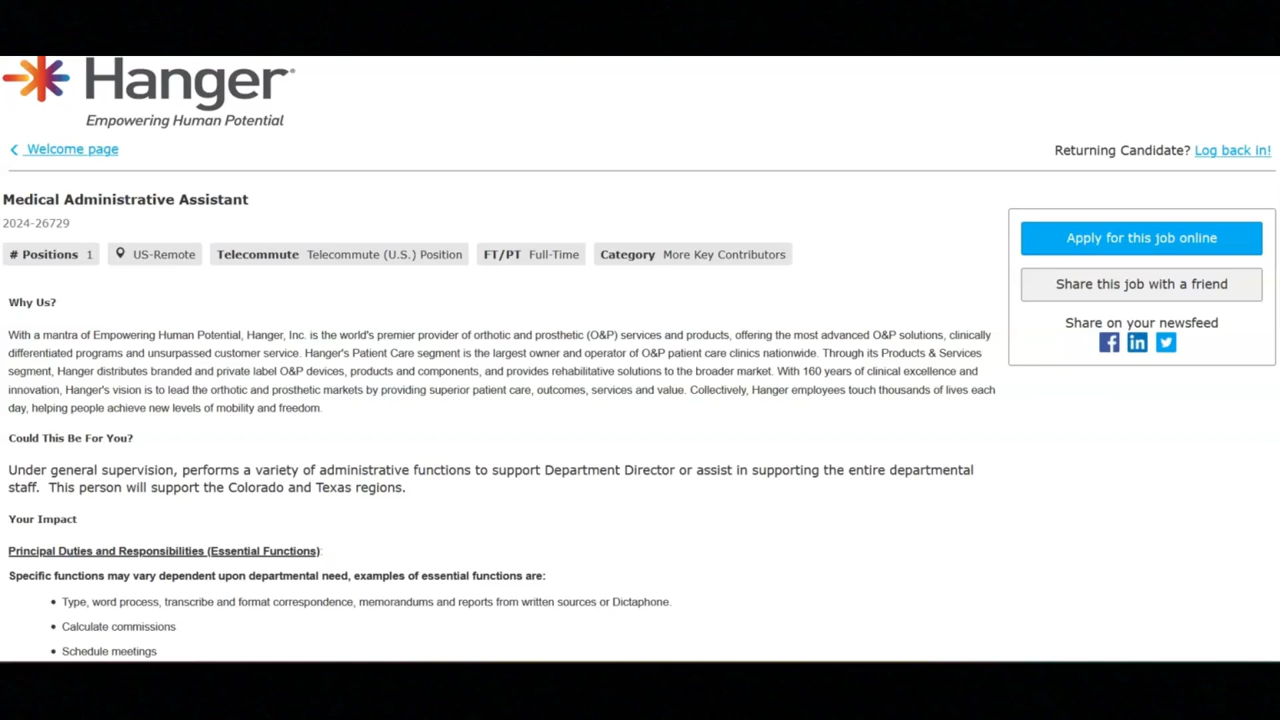 Hanger
Empowering Human Potential
Welcome page
Returning Candidate? Log back in!
Medical Administrative Assistant
2024-26729
# Positions 1 US-Remote Telecommute Telecommute (U.S.) Position FT/PT Full-Time Category More Key Contributors
Apply for this job online
Share this job with a friend
Share on your newsfeed
Why Us?
With a mantra of Empowering Human Potential, Hanger, Inc. is the world's premier provider of orthotic and prosthetic (O&P) services and products, offering the most advanced O&P solutions, clinically
differentiated programs and unsurpassed customer service. Hanger's Patient Care segment is the largest owner and operator of O&P patient care clinics nationwide. Through its Products & Services
segment, Hanger distributes branded and private label O&P devices, products and components, and provides rehabilitative solutions to the broader market. With 160 years of clinical excellence and
innovation, Hanger's vision is to lead the orthotic and prosthetic markets by providing superior patient care, outcomes, services and value. Collectively, Hanger employees touch thousands of lives each
day, helping people achieve new levels of mobility and freedom.
Could This Be For You?
Under general supervision, performs a variety of administrative functions to support Department Director or assist in supporting the entire departmental
staff. This person will support the Colorado and Texas regions.
Your Impact
Principal Duties and Responsibilities (Essential Functions):
Specific functions may vary dependent upon departmental need, examples of essential functions are:
• Type, word process, transcribe and format correspondence, memorandums and reports from written sources or Dictaphone.
• Calculate commissions
• Schedule meetings